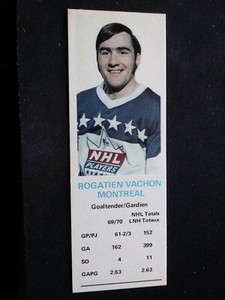 NHL
PLAYERS
ROGATIEN VACHON
MONTREAL
Goaltender/Gardien
NHL Totals
69/70 LNH Totaux
GP/PJ 61-2/3 152
GA 162 399
SO 4 11
GAPG 2.63 2.63